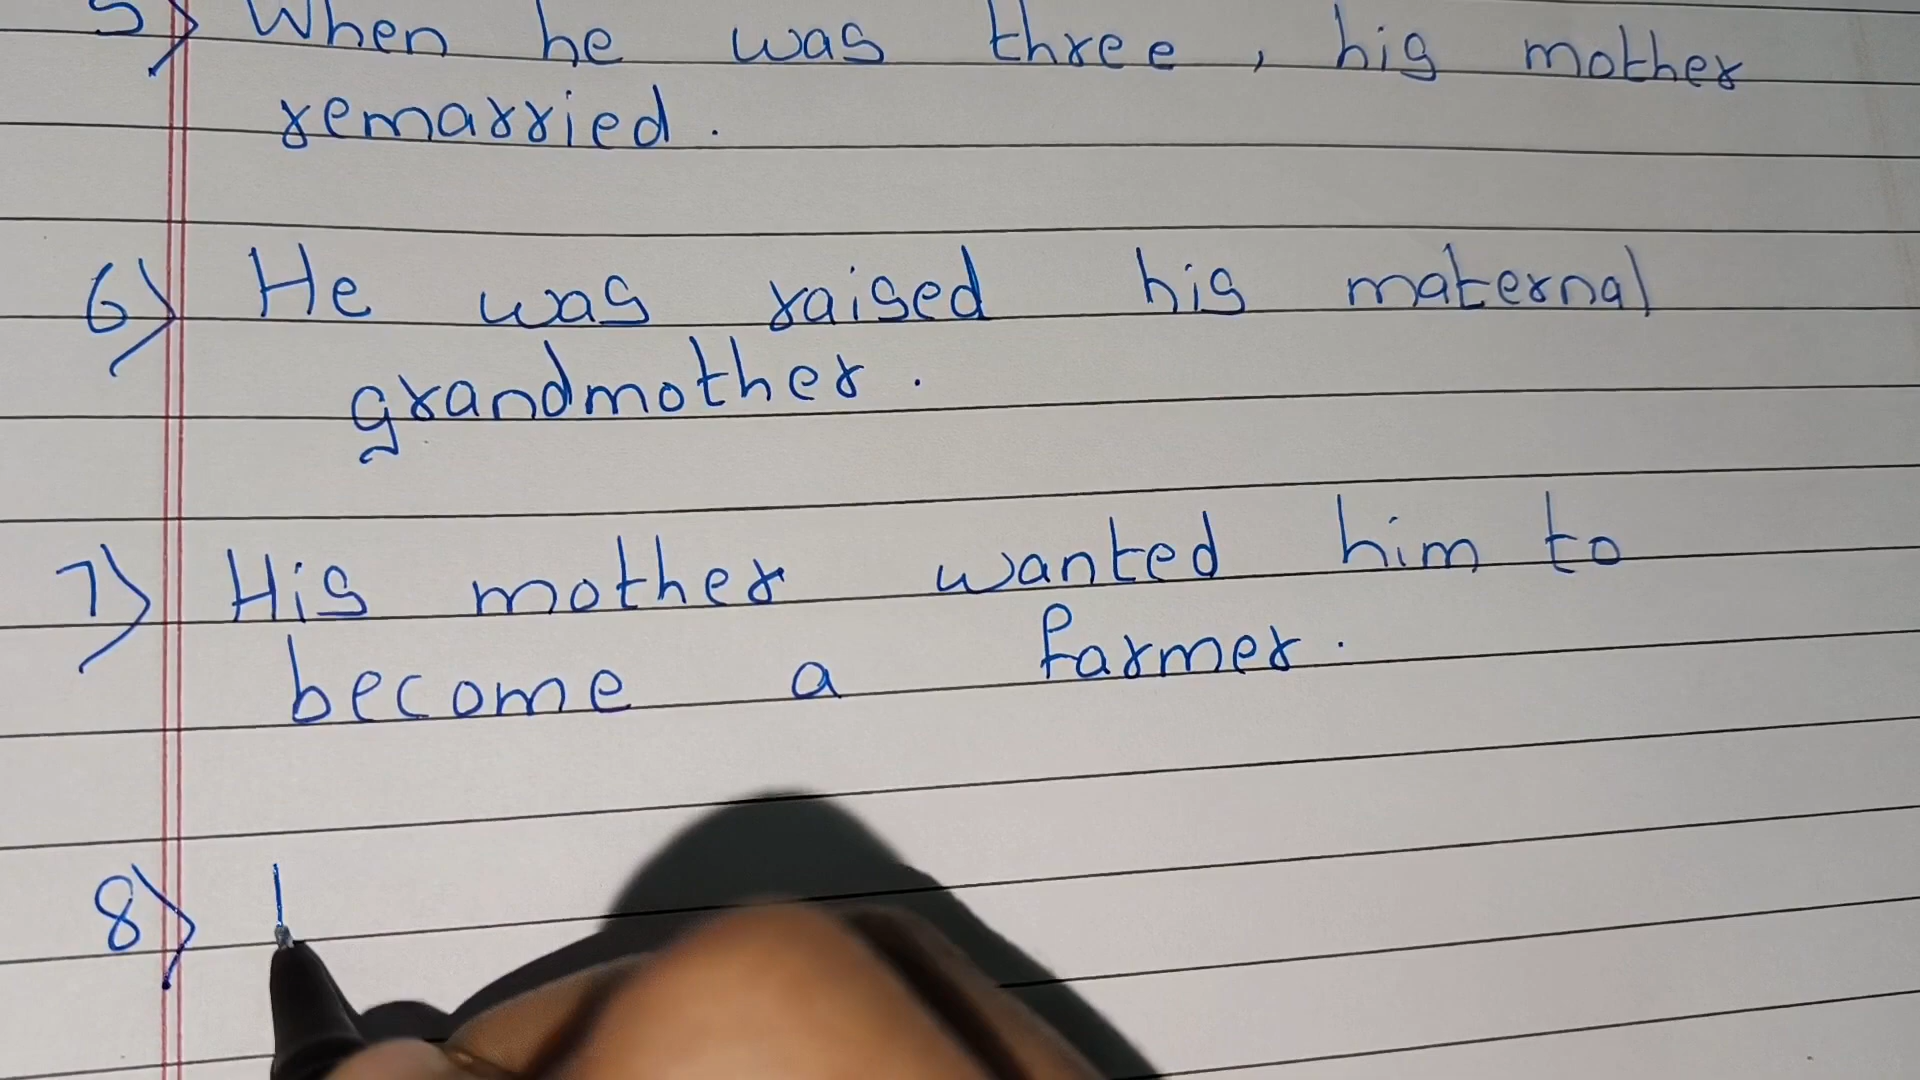 5) When he was three, his mother
remarried.
6) He was raised his maternal
grandmother.
7) His mother wanted him to
become a farmer.
8)